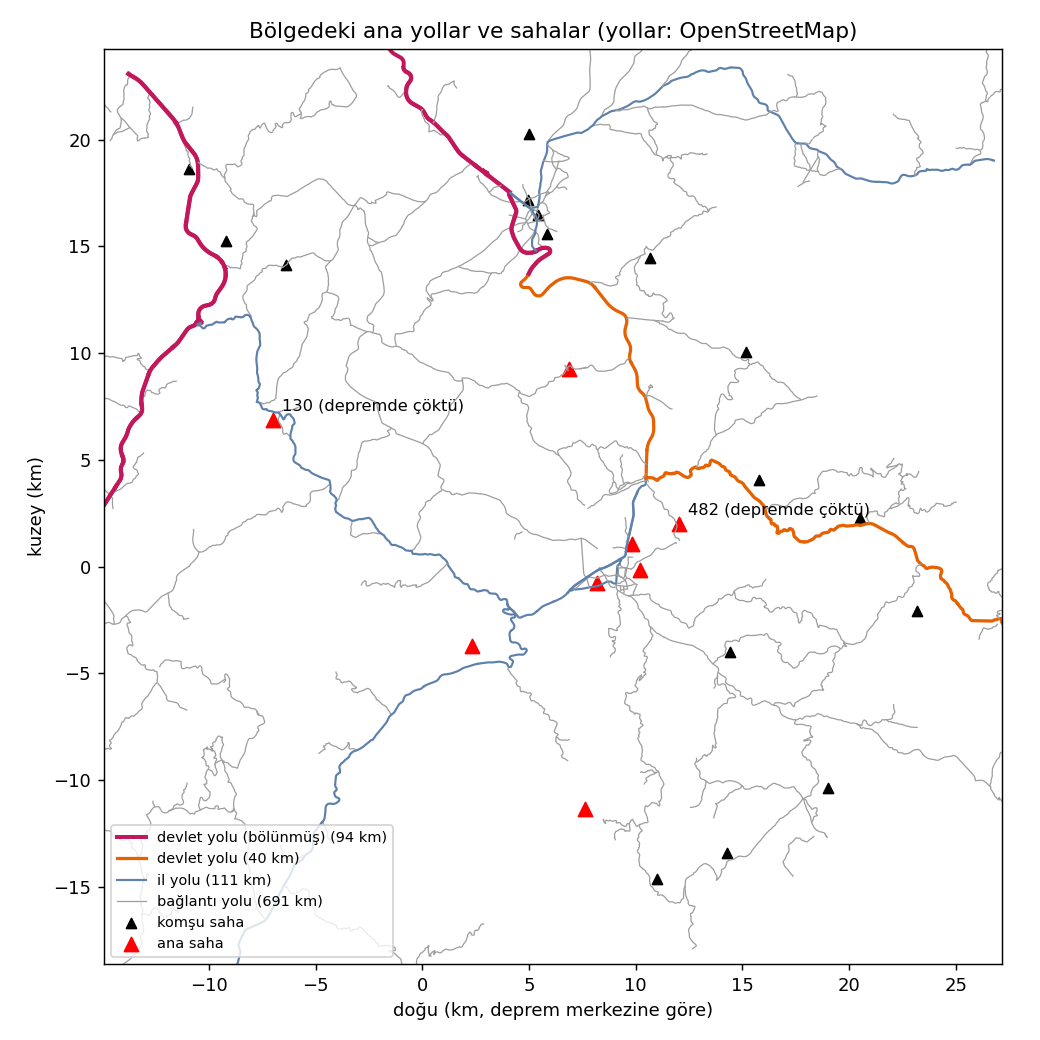 Bölgedeki ana yollar ve sahalar (yollar: OpenStreetMap)
kuzey (km)
20
15
10
5
0
−5
−10
−15
130 (depremde çöktü)
482 (depremde çöktü)
devlet yolu (bölünmüş) (94 km)
devlet yolu (40 km)
il yolu (111 km)
bağlantı yolu (691 km)
komşu saha
ana saha
−10 −5 0 5 10 15 20 25
doğu (km, deprem merkezine göre)